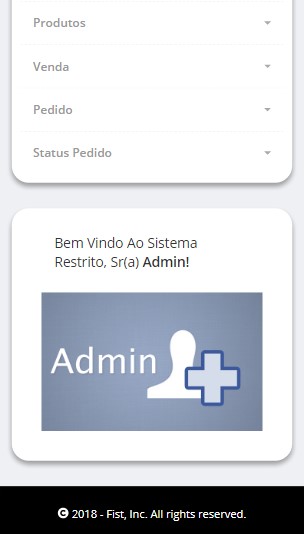 Produtos
Venda
Pedido
Status Pedido
Bem Vindo Ao Sistema
Restrito, Sr(a) Admin!
Admin
© 2018 - Fist, Inc. All rights reserved.